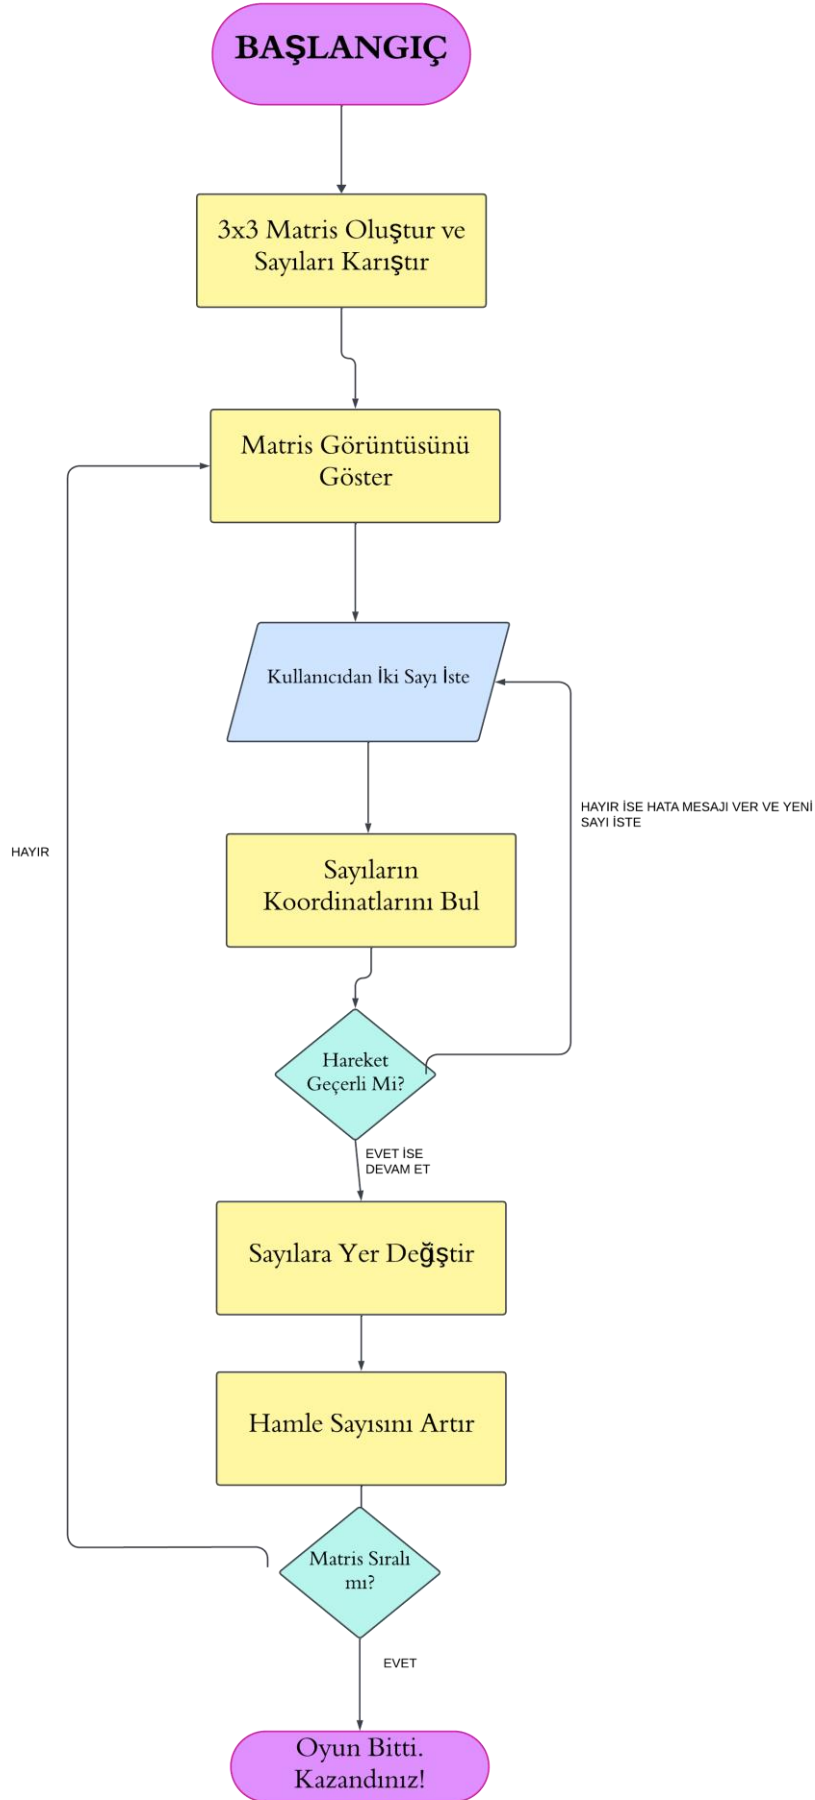 BAŞLANGIÇ
3x3 Matris Oluştur ve
Sayıları Karıştır
Matris Görüntüsünü
Göster
Kullanıcıdan İki Sayı İste
HAYIR İSE HATA MESAJI VER VE YENİ
SAYI İSTE
HAYIR
Sayıların
Koordinatlarını Bul
Hareket
Geçerli Mi?
EVET İSE
DEVAM ET
Sayılara Yer Değiştir
Hamle Sayısını Artır
Matris Sıralı
mı?
EVET
Oyun Bitti.
Kazandınız!